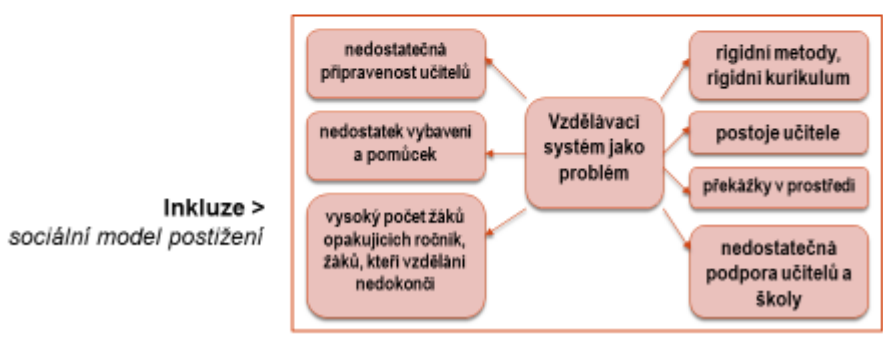 Inkluze >
sociální model postižení
nedostatečná
připravenost učitelů
nedostatek vybavení
a pomůcek
vysoký počet žáků
opakujících ročník,
žáků, kteří vzdělání
nedokončí
Vzdělávací
systém jako
problém
rigidní metody,
rigidní kurikulum
postoje učitele
překážky v prostředí
nedostatečná
podpora učitelů a
školy